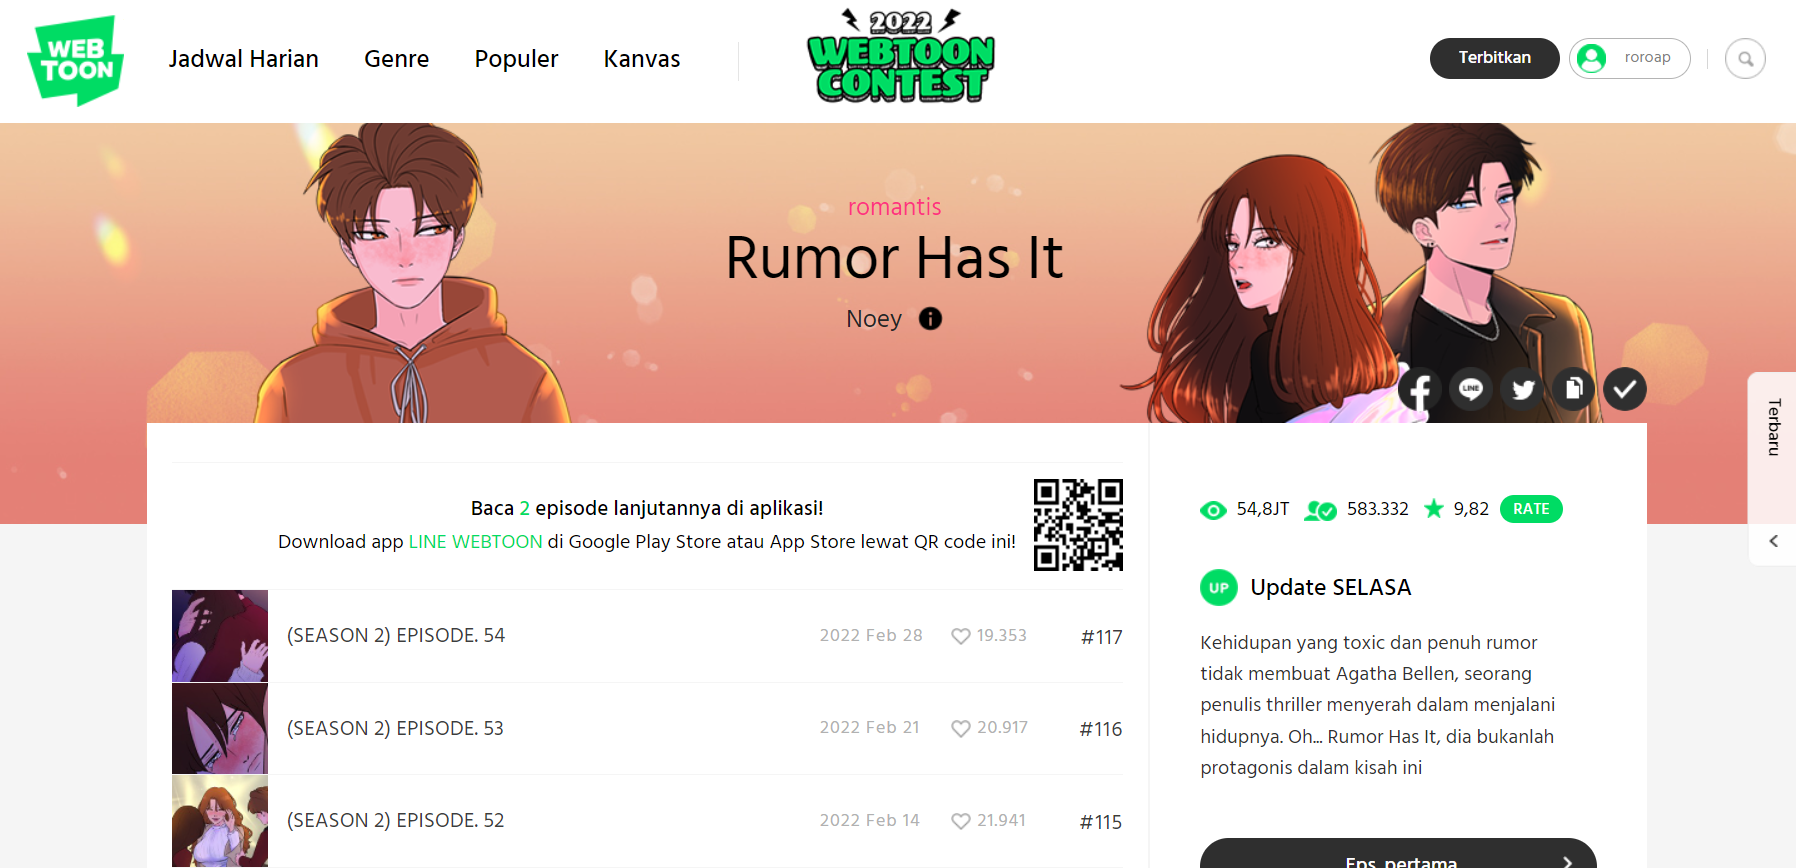 WEB
TOON
Jadwal Harian
Genre
Populer
Kanvas
2022
WEBTOON
CONTEST
Terbitkan
roroap
romantis
Rumor Has It
Noey
LINE
Terbaru
Baca 2 episode lanjutannya di aplikasi!
Download app LINE WEBTOON di Google Play Store atau App Store lewat QR code ini!
(SEASON 2) EPISODE. 54
2022 Feb 28
19.353
#117
(SEASON 2) EPISODE. 53
2022 Feb 21
20.917
#116
(SEASON 2) EPISODE. 52
2022 Feb 14
21.941
#115
54,8JT
583.332
9,82
RATE
UP
Update SELASA
Kehidupan yang toxic dan penuh rumor
tidak membuat Agatha Bellen, seorang
penulis thriller menyerah dalam menjalani
hidupnya. Oh... Rumor Has It, dia bukanlah
protagonis dalam kisah ini
Eps. pertama